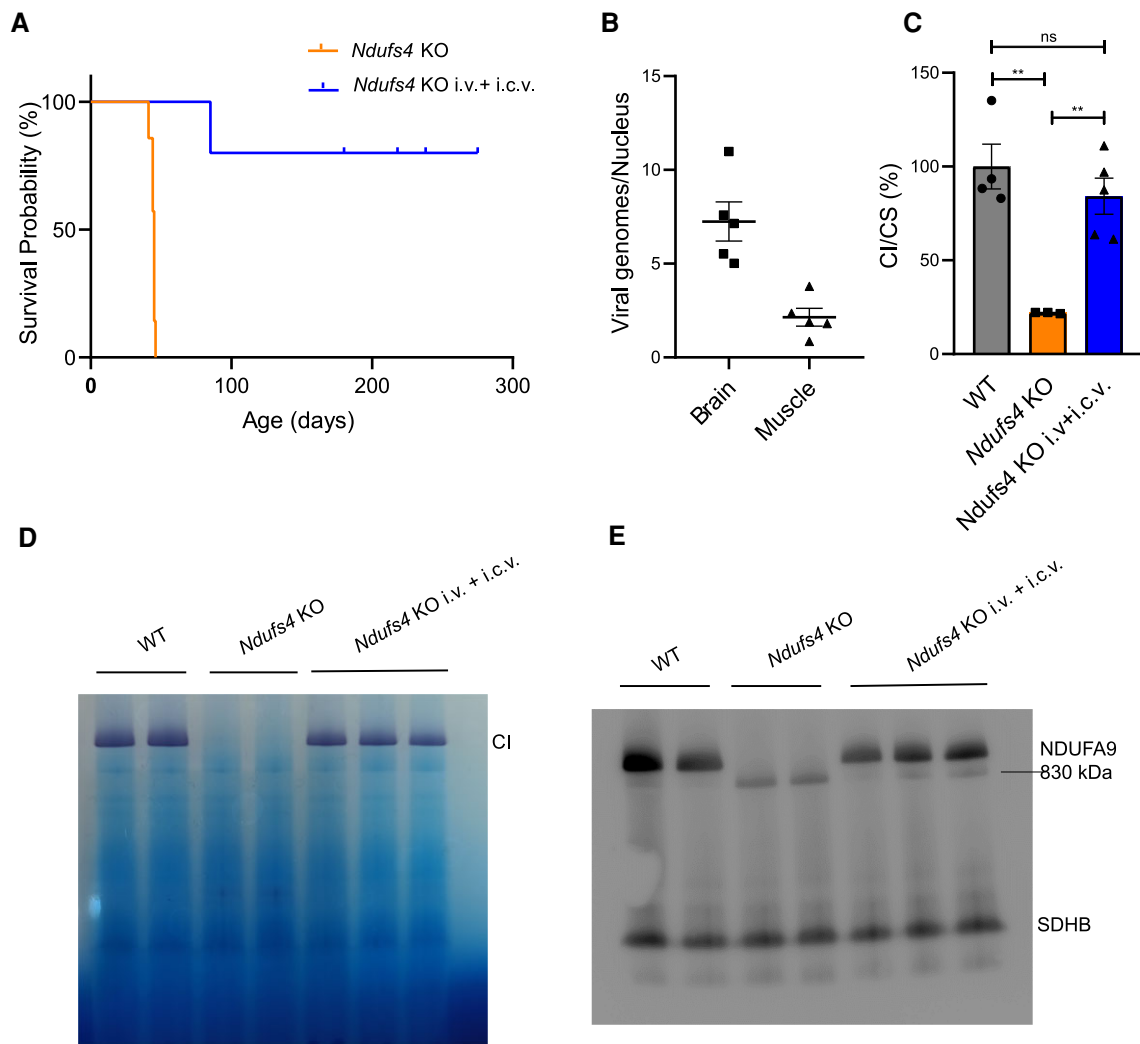 A
Ndufs4 KO
Ndufs4 KO i.v.+ i.c.v.
Survival Probability (%)
100
50
0
0
100
200
300
Age (days)
B
Viral genomes/Nucleus
15
10
5
0
Brain
Muscle
C
ns
**
**
CI/CS (%)
150
100
50
0
WT
Ndufs4 KO
Ndufs4 KO i.v+i.c.v.
D
WT
Ndufs4 KO
Ndufs4 KO i.v. + i.c.v.
CI
E
WT
Ndufs4 KO
Ndufs4 KO i.v. + i.c.v.
NDUFA9
830 kDa
SDHB